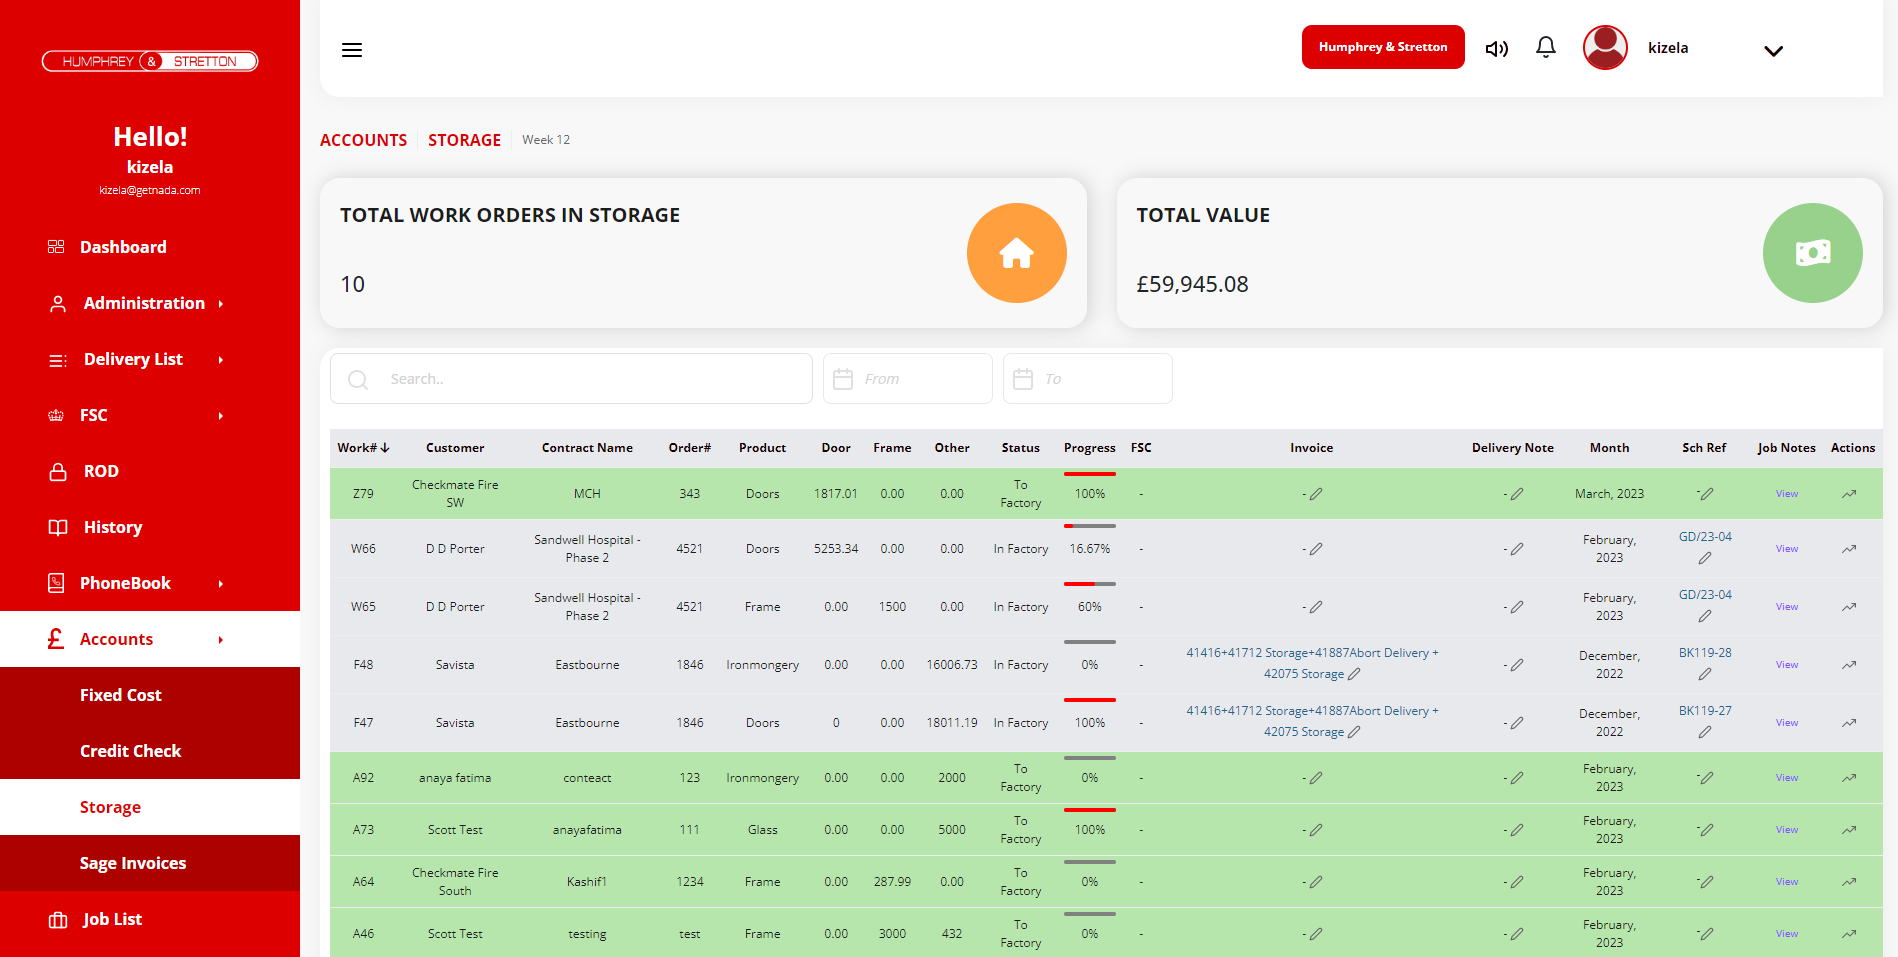 HUMPHREY & STRETTON
Hello!
kizela
kizela@getnada.com
Dashboard
Administration
Delivery List
FSC
ROD
History
PhoneBook
Accounts
Fixed Cost
Credit Check
Storage
Sage Invoices
Job List
Humphrey & Stretton kizela
ACCOUNTS STORAGE Week 12
TOTAL WORK ORDERS IN STORAGE
10
TOTAL VALUE
£59,945.08
Search.. From To
Work# Customer Contract Name Order# Product Door Frame Other Status Progress FSC Invoice Delivery Note Month Sch Ref Job Notes Actions
Z79 Checkmate Fire SW MCH 343 Doors 1817.01 0.00 0.00 To Factory 100% - - - March, 2023 - View
W66 D D Porter Sandwell Hospital - Phase 2 4521 Doors 5253.34 0.00 0.00 In Factory 16.67% - - - February, 2023 GD/23-04 View
W65 D D Porter Sandwell Hospital - Phase 2 4521 Frame 0.00 1500 0.00 In Factory 60% - - - February, 2023 GD/23-04 View
F48 Savista Eastbourne 1846 Ironmongery 0.00 0.00 16006.73 In Factory 0% - 41416+41712 Storage+41887Abort Delivery + 42075 Storage - December, 2022 BK119-28 View
F47 Savista Eastbourne 1846 Doors 0 0.00 18011.19 In Factory 100% - 41416+41712 Storage+41887Abort Delivery + 42075 Storage - December, 2022 BK119-27 View
A92 anaya fatima conteact 123 Ironmongery 0.00 0.00 2000 To Factory 0% - - - February, 2023 - View
A73 Scott Test anayafatima 111 Glass 0.00 0.00 5000 To Factory 100% - - - February, 2023 - View
A64 Checkmate Fire South Kashif1 1234 Frame 0.00 287.99 0.00 To Factory 0% - - - February, 2023 - View
A46 Scott Test testing test Frame 0.00 3000 432 To Factory 0% - - - February, 2023 - View